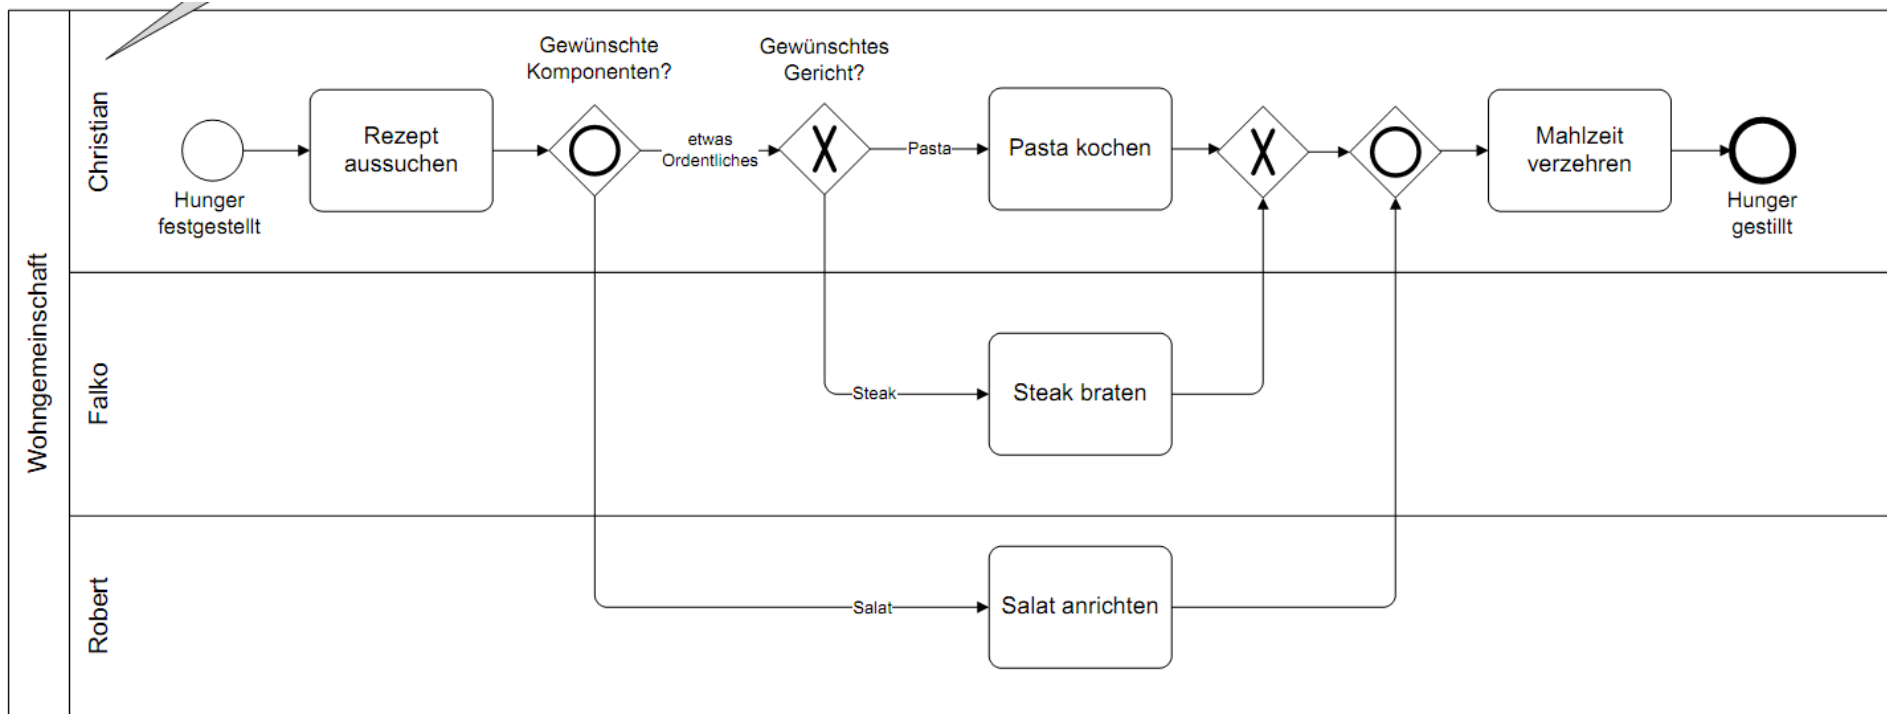 Wohngemeinschaft
Christian
Hunger
festgestellt
Rezept
aussuchen
Gewünschte
Komponenten?
etwas
Ordentliches
Gewünschtes
Gericht?
Pasta
Pasta kochen
Mahlzeit
verzehren
Hunger
gestillt
Falko
Steak
Steak braten
Robert
Salat
Salat anrichten